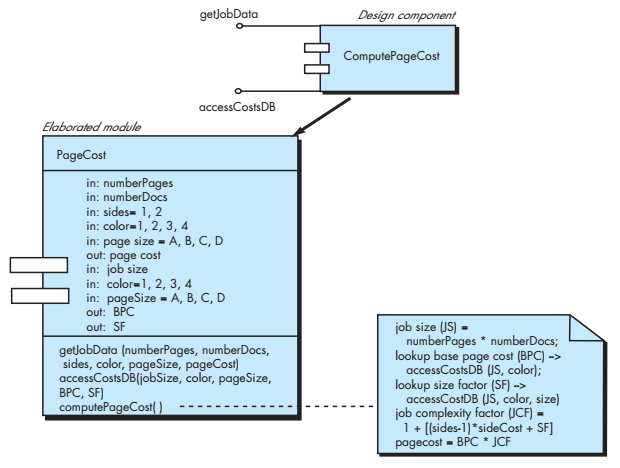 getJobData
Design component
ComputePageCost
accessCostsDB
Elaborated module
PageCost
in: numberPages
in: numberDocs
in: sides= 1, 2
in: color=1, 2, 3, 4
in: page size = A, B, C, D
out: page cost
in: job size
in: color=1, 2, 3, 4
in: pageSize = A, B, C, D
out: BPC
out: SF
getJobData (numberPages, numberDocs,
sides, color, pageSize, pageCost)
accessCostsDB(jobSize, color, pageSize,
BPC, SF)
computePageCost( )
job size (JS) =
numberPages * numberDocs;
lookup base page cost (BPC) ->
accessCostsDB (JS, color);
lookup size factor (SF) ->
accessCostDB (JS, color, size)
job complexity factor (JCF) =
1 + [(sides-1)*sideCost + SF]
pagecost = BPC * JCF